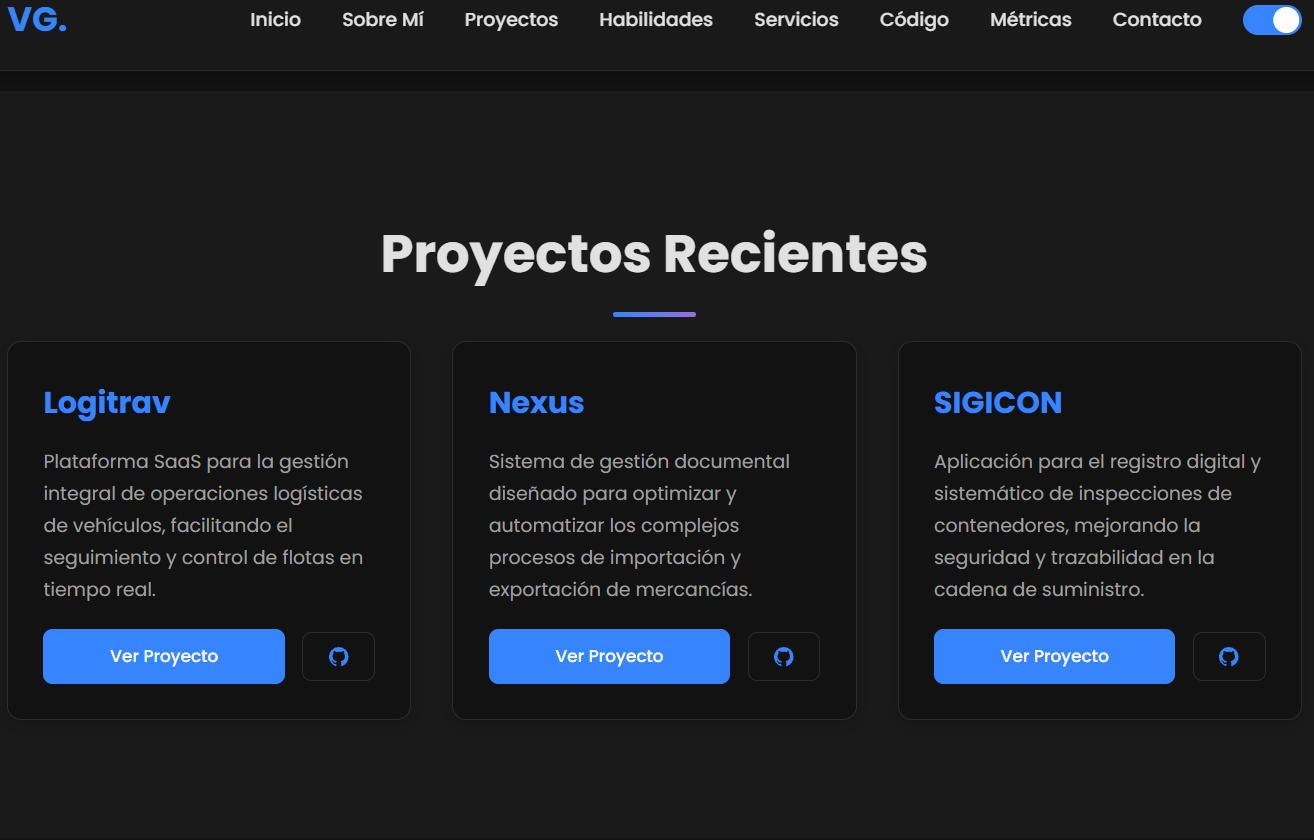 VG.
Inicio Sobre Mí Proyectos Habilidades Servicios Código Métricas Contacto
Proyectos Recientes
Logitrav
Plataforma SaaS para la gestión
integral de operaciones logísticas
de vehículos, facilitando el
seguimiento y control de flotas en
tiempo real.
Ver Proyecto
Nexus
Sistema de gestión documental
diseñado para optimizar y
automatizar los complejos
procesos de importación y
exportación de mercancías.
Ver Proyecto
SIGICON
Aplicación para el registro digital y
sistemático de inspecciones de
contenedores, mejorando la
seguridad y trazabilidad en la
cadena de suministro.
Ver Proyecto